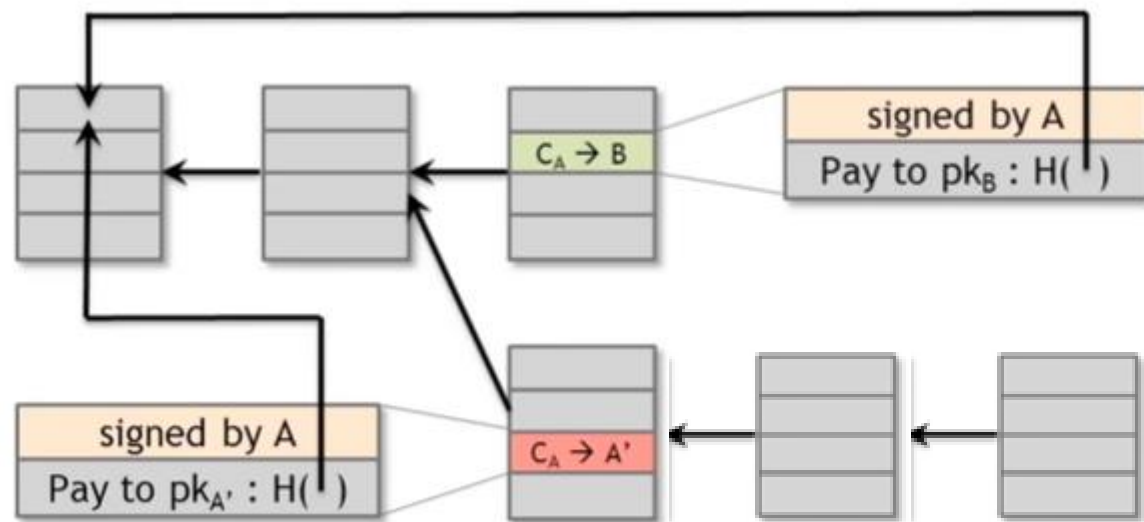 C_A → B
signed by A
Pay to pk_B : H( )
signed by A
Pay to pk_A' : H( )
C_A → A'